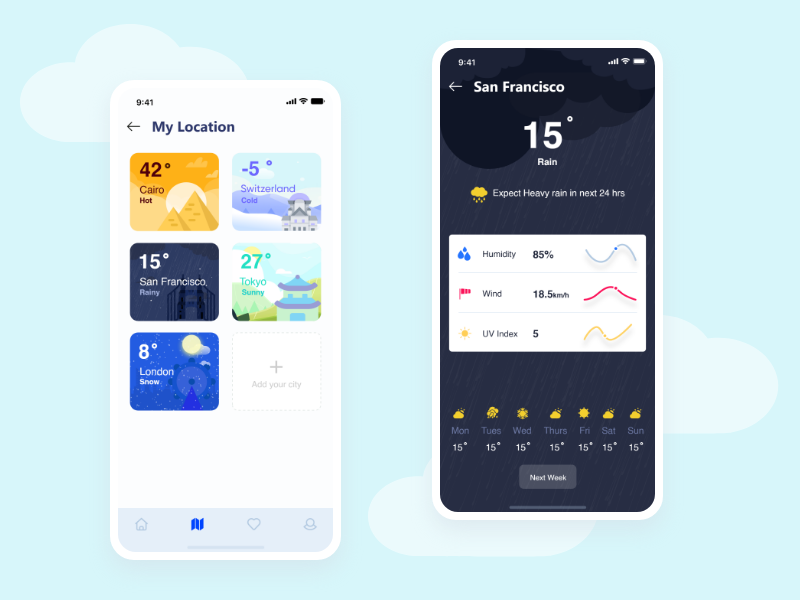 9:41
My Location
42°
Cairo
Hot
-5 °
Switzerland
Cold
15°
San Francisco,
Rainy
27°
Tokyo
Sunny
8°
London
Snow
Add your city
9:41
San Francisco
15°
Rain
Expect Heavy rain in next 24 hrs
Humidity 85%
Wind 18.5km/h
UV Index 5
Mon Tues Wed Thurs Fri Sat Sun
15° 15° 15° 15° 15° 15° 15°
Next Week